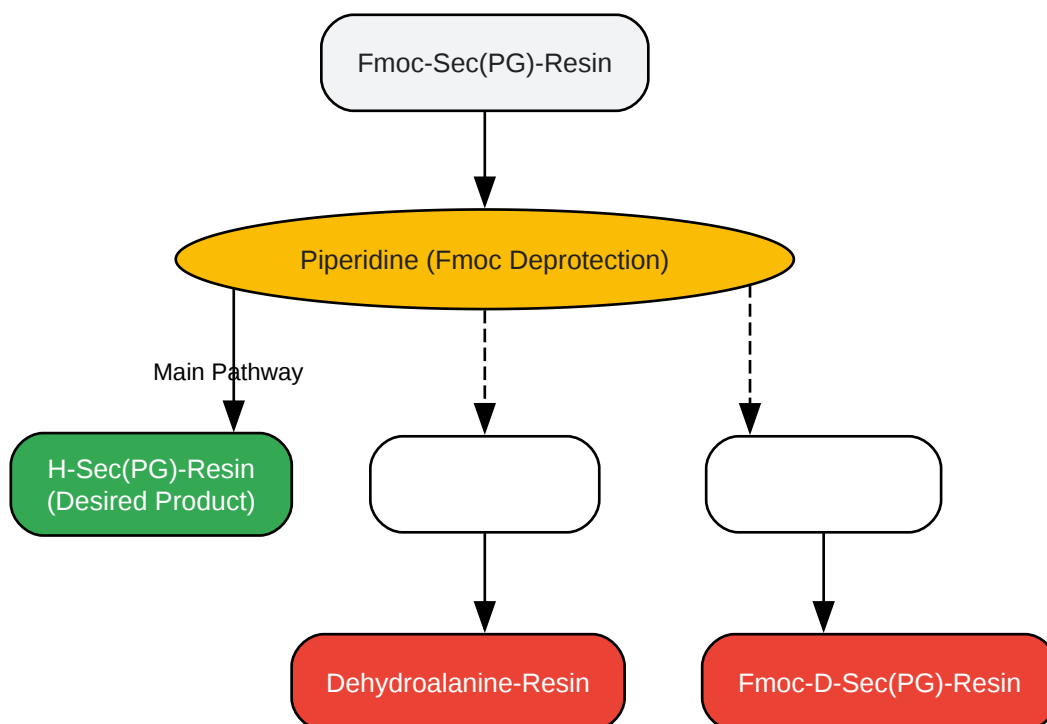 Fmoc-Sec(PG)-Resin
Piperidine (Fmoc Deprotection)
Main Pathway
H-Sec(PG)-Resin
(Desired Product)
Dehydroalanine-Resin
Fmoc-D-Sec(PG)-Resin